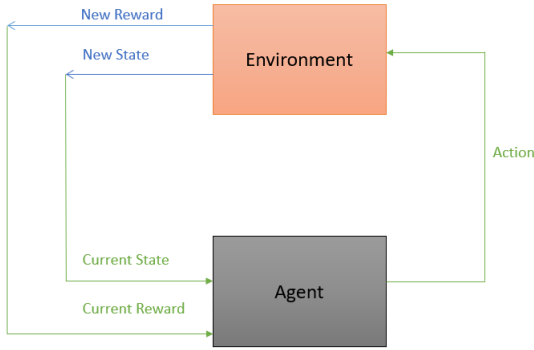 New Reward
Environment
New State
Action
Current State
Agent
Current Reward